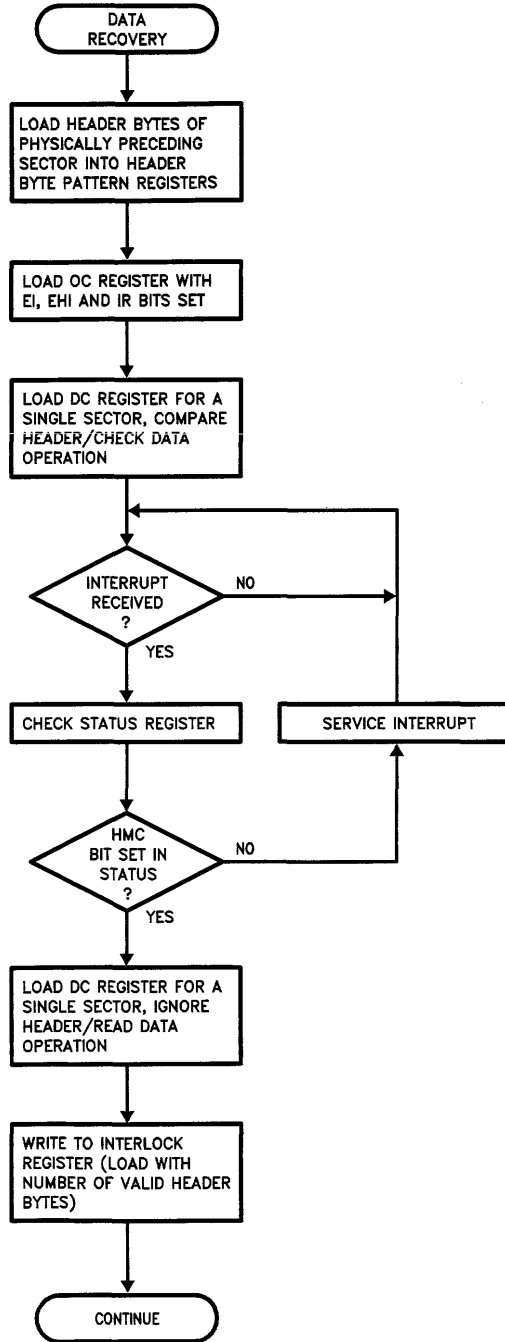 DATA
RECOVERY
LOAD HEADER BYTES OF
PHYSICALLY PRECEDING
SECTOR INTO HEADER
BYTE PATTERN REGISTERS
LOAD OC REGISTER WITH
EI, EHI AND IR BITS SET
LOAD DC REGISTER FOR A
SINGLE SECTOR, COMPARE
HEADER/CHECK DATA
OPERATION
INTERRUPT
RECEIVED
?
NO
YES
CHECK STATUS REGISTER
SERVICE INTERRUPT
HMC
BIT SET IN
STATUS
?
NO
YES
LOAD DC REGISTER FOR A
SINGLE SECTOR, IGNORE
HEADER/READ DATA
OPERATION
WRITE TO INTERLOCK
REGISTER (LOAD WITH
NUMBER OF VALID HEADER
BYTES)
CONTINUE